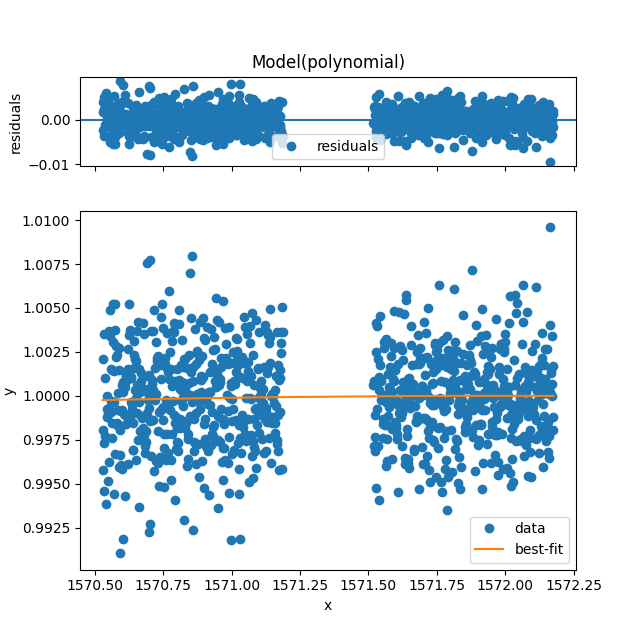 Model(polynomial)
residuals
0.00
−0.01
residuals
y
1.0100
1.0075
1.0050
1.0025
1.0000
0.9975
0.9950
0.9925
data
best-fit
1570.50 1570.75 1571.00 1571.25 1571.50 1571.75 1572.00 1572.25
x